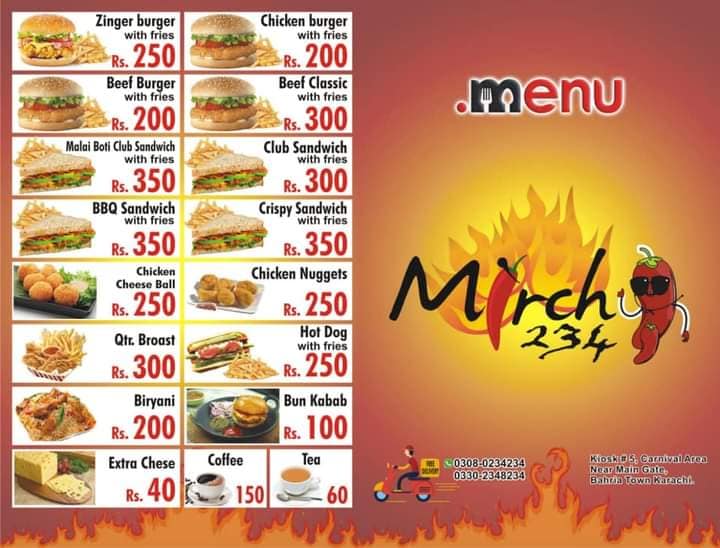 Zinger burger
with fries
Rs. 250
Chicken burger
with fries
Rs. 200
Beef Burger
with fries
Rs. 200
Beef Classic
with fries
Rs. 300
Malai Boti Club Sandwich
with fries
Rs. 350
Club Sandwich
with fries
Rs. 300
BBQ Sandwich
with fries
Rs. 350
Crispy Sandwich
with fries
Rs. 350
Chicken
Cheese Ball
Rs. 250
Chicken Nuggets
Rs. 250
Qtr. Broast
Rs. 300
Hot Dog
with fries
Rs. 250
Biryani
Rs. 200
Bun Kabab
Rs. 100
Extra Chese
Rs. 40
Coffee
150
Tea
60
.menu
Mirch
234
FREE
DELIVERY
0308-0234234
0330-2348234
Kiosk # 5, Carnival Area
Near Main Gate,
Bahria Town Karachi.